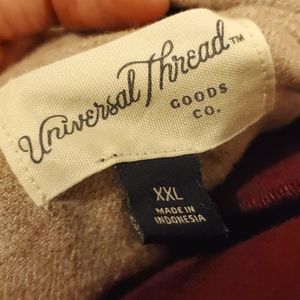 Universal Thread™
GOODS
CO.
XXL
MADE IN
INDONESIA